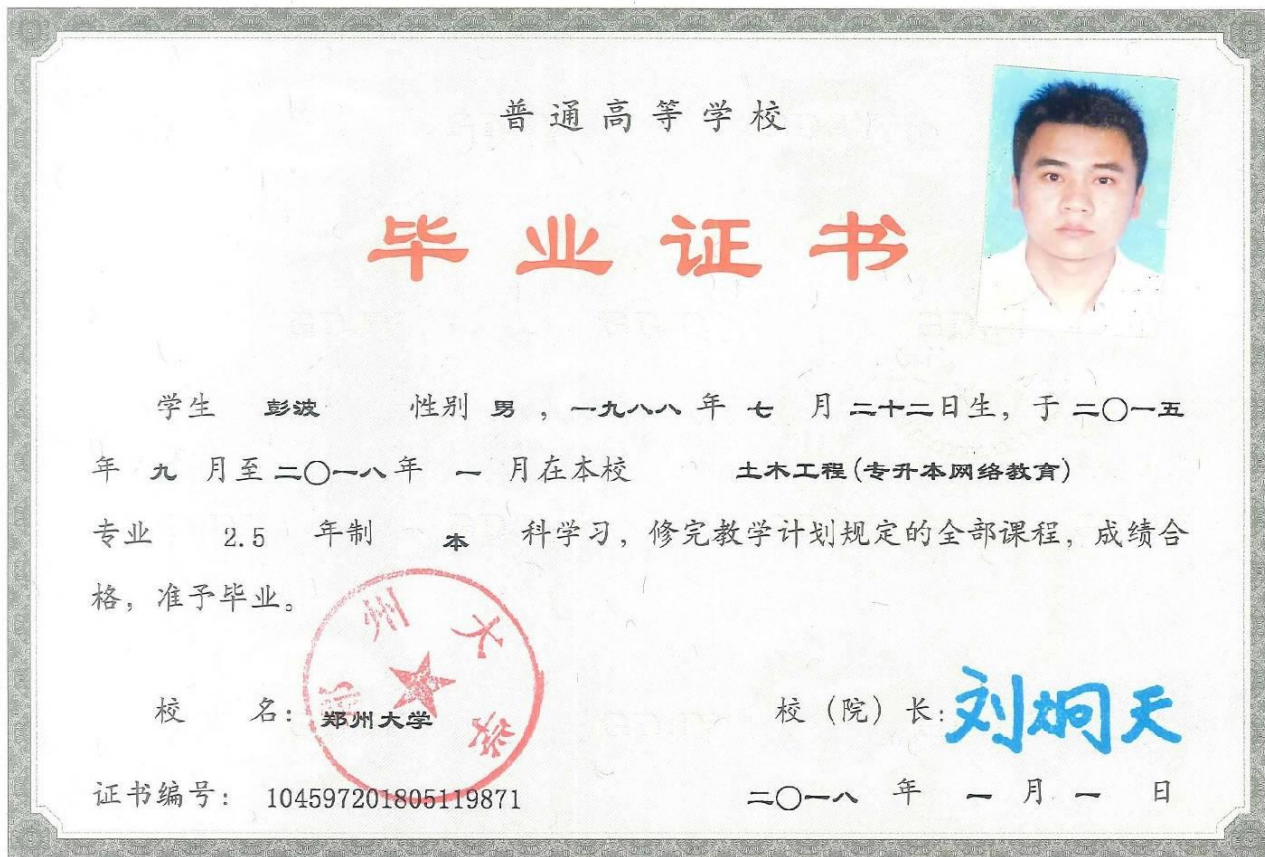 普通高等学校
毕业证书
学生 彭波 性别 男 ，一九八八 年 七 月 二十二日生，于 二〇一五
年 九 月至 二〇一八年 一 月在本校 土木工程(专升本网络教育)
专业 2.5 年制 本 科学习，修完教学计划规定的全部课程，成绩合
格，准予毕业。
郑州大学
校 名：郑州大学 校（院）长：刘炯天
证书编号： 104597201805119871 二〇一八 年 一 月 一 日